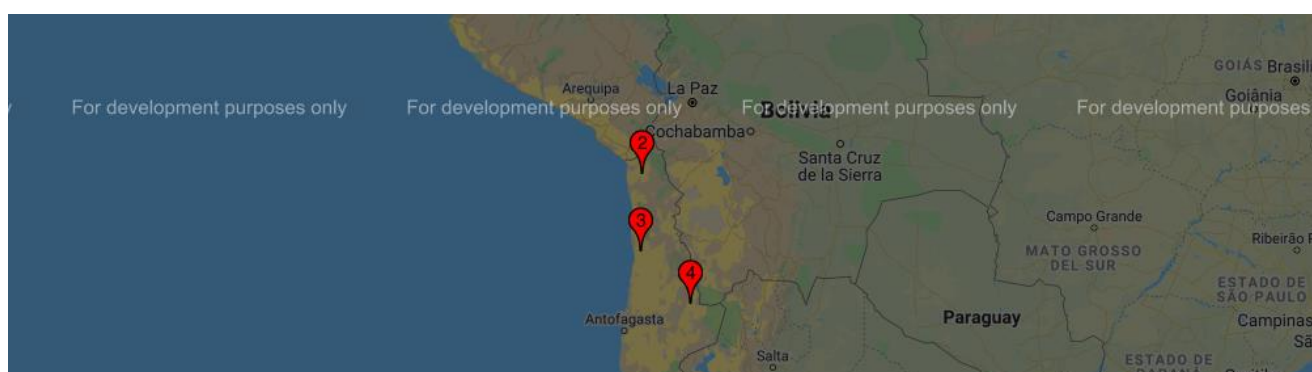 GOIÁS
Brasíli
Goiânia
Arequipa
La Paz
For development purposes only
For development purposes only
For development purposes only
For development purposes
Bolivia
Cochabamba
2
Santa Cruz
de la Sierra
Campo Grande
3
Ribeirão P
MATO GROSSO
DEL SUR
4
ESTADO DE
SÃO PAULO
Paraguay
Antofagasta
Campinas
Sã
Salta
ESTADO DE